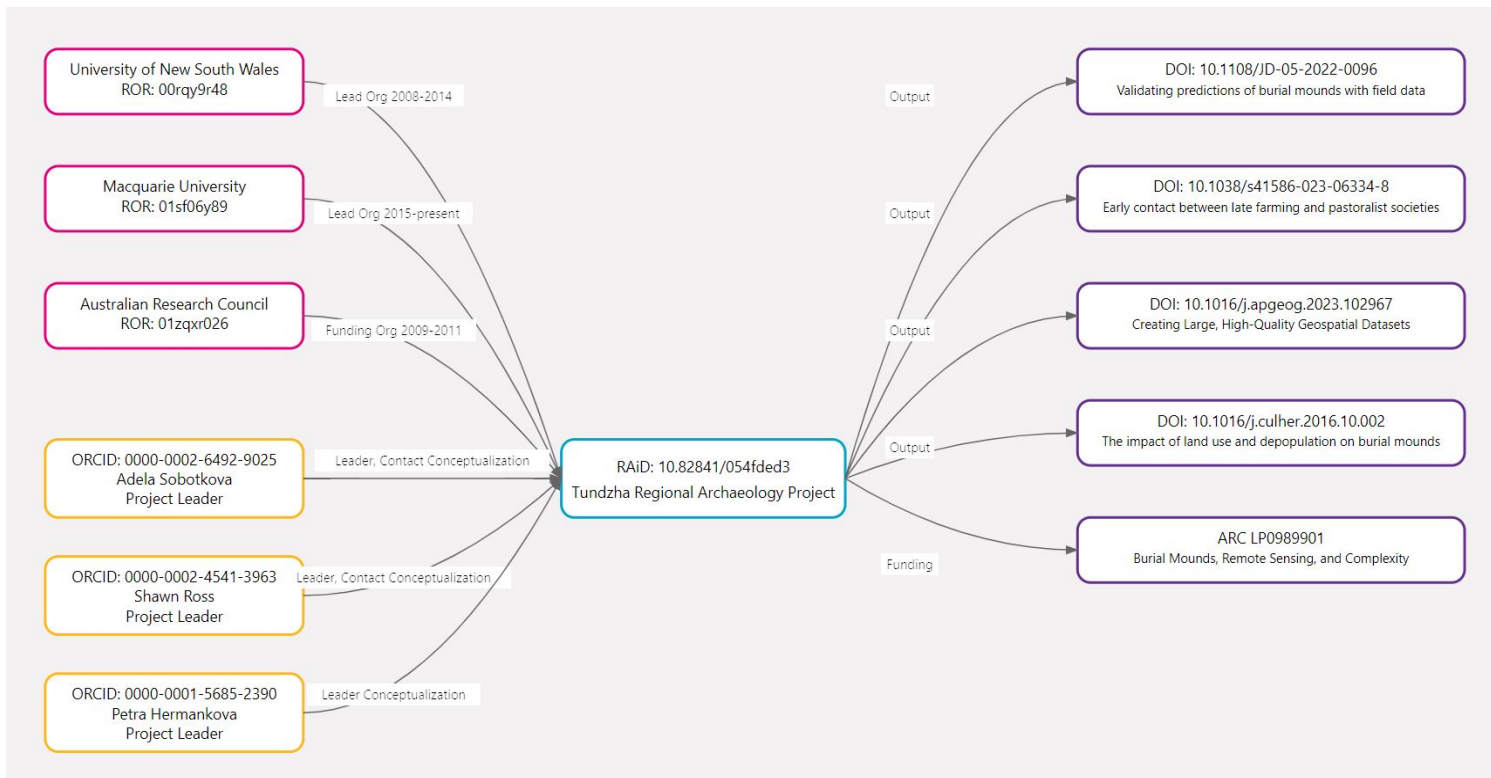 University of New South Wales
ROR: 00rqy9r48
Lead Org 2008-2014
Macquarie University
ROR: 01sf06y89
Lead Org 2015-present
Australian Research Council
ROR: 01zqxr026
Funding Org 2009-2011
ORCID: 0000-0002-6492-9025
Adela Sobotkova
Project Leader
Leader, Contact Conceptualization
ORCID: 0000-0002-4541-3963
Shawn Ross
Project Leader
Leader, Contact Conceptualization
ORCID: 0000-0001-5685-2390
Petra Hermankova
Project Leader
Leader Conceptualization
RAiD: 10.82841/054fded3
Tundzha Regional Archaeology Project
Output
DOI: 10.1108/JD-05-2022-0096
Validating predictions of burial mounds with field data
Output
DOI: 10.1038/s41586-023-06334-8
Early contact between late farming and pastoralist societies
Output
DOI: 10.1016/j.apgeog.2023.102967
Creating Large, High-Quality Geospatial Datasets
Output
DOI: 10.1016/j.culher.2016.10.002
The impact of land use and depopulation on burial mounds
Funding
ARC LP0989901
Burial Mounds, Remote Sensing, and Complexity